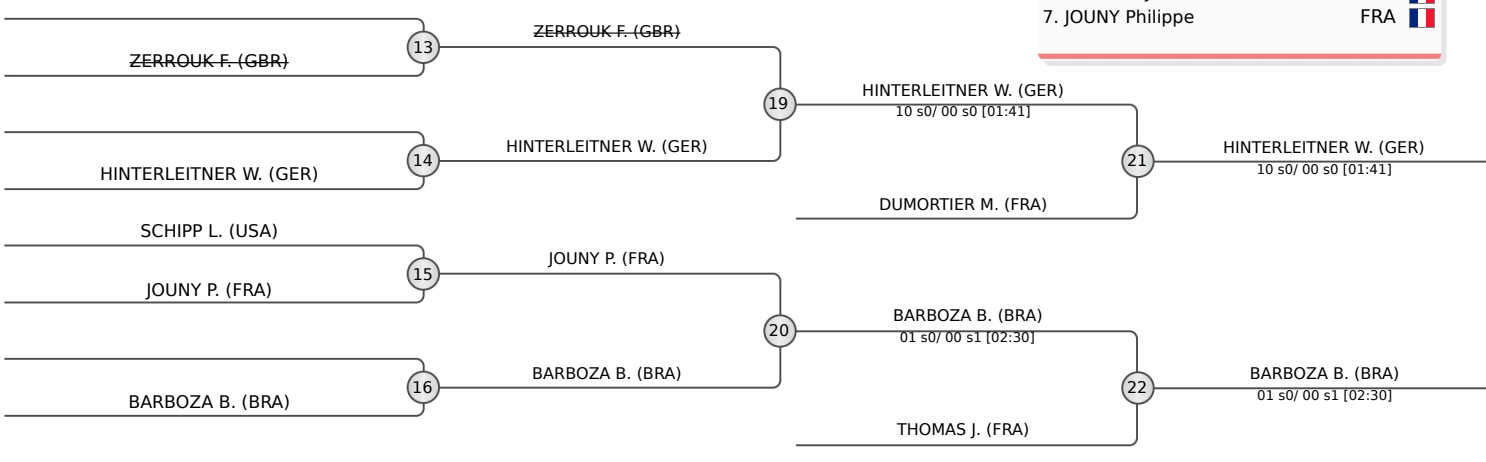 7. JOUNY Philippe FRA
ZERROUK F. (GBR)
13
ZERROUK F. (GBR)
19
HINTERLEITNER W. (GER)
10 s0/ 00 s0 [01:41]
HINTERLEITNER W. (GER)
14
HINTERLEITNER W. (GER)
21
HINTERLEITNER W. (GER)
10 s0/ 00 s0 [01:41]
DUMORTIER M. (FRA)
SCHIPP L. (USA)
15
JOUNY P. (FRA)
JOUNY P. (FRA)
20
BARBOZA B. (BRA)
01 s0/ 00 s1 [02:30]
BARBOZA B. (BRA)
16
BARBOZA B. (BRA)
22
BARBOZA B. (BRA)
01 s0/ 00 s1 [02:30]
THOMAS J. (FRA)